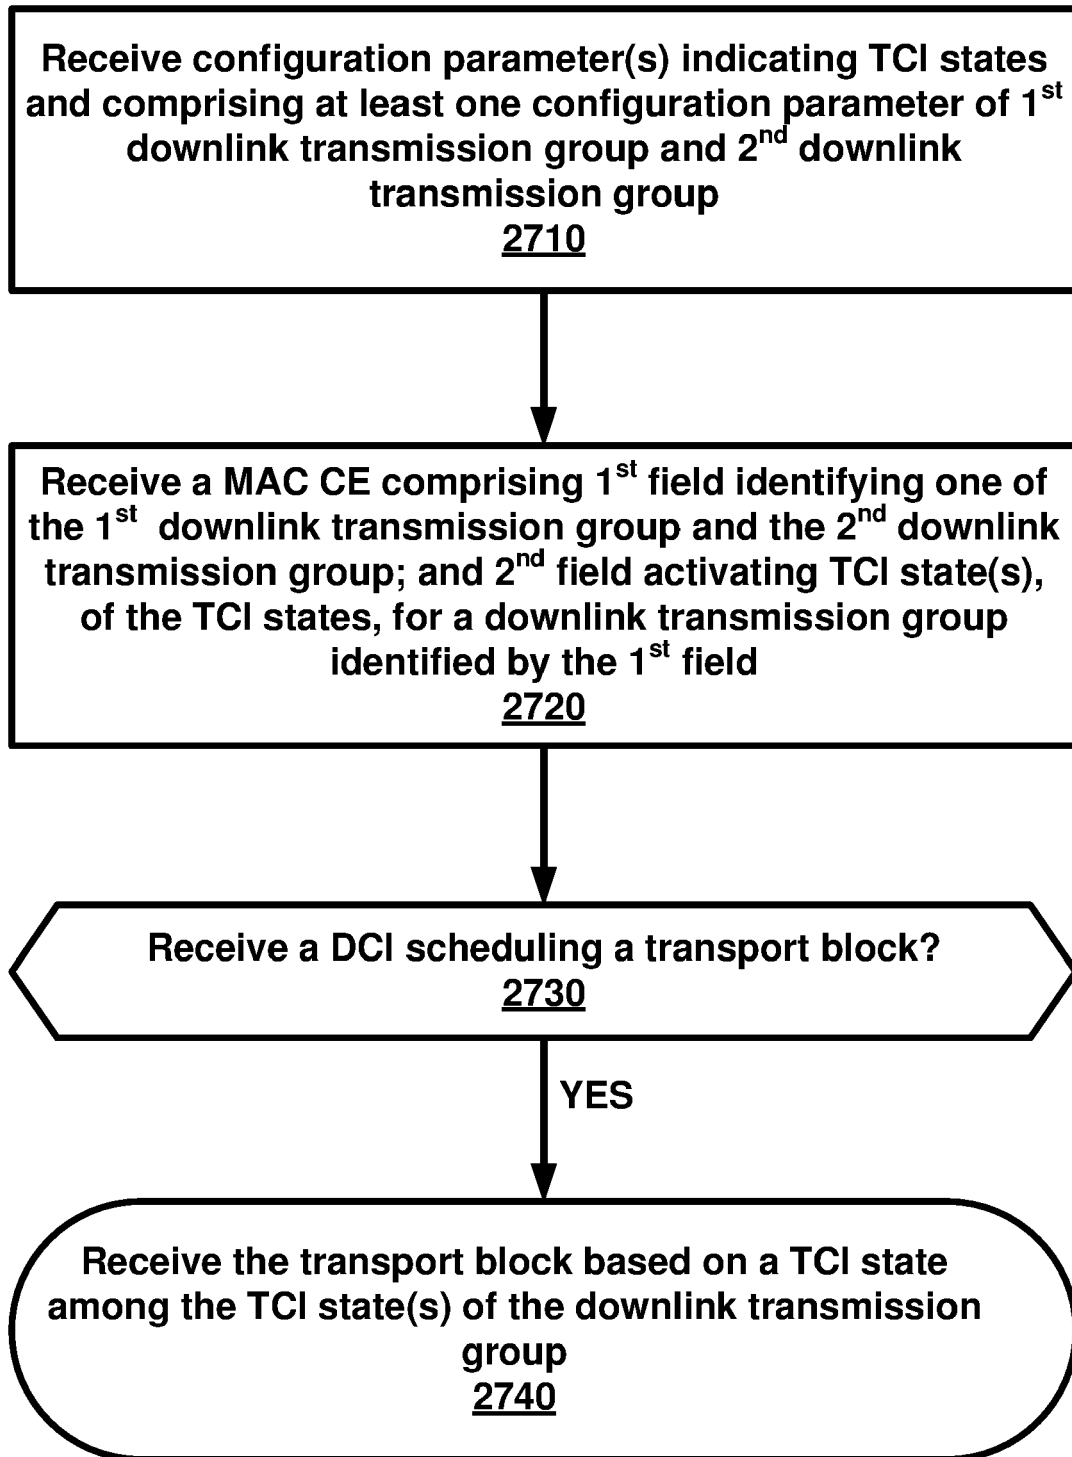 Receive configuration parameter(s) indicating TCI states
and comprising at least one configuration parameter of 1st
downlink transmission group and 2nd downlink
transmission group
2710
Receive a MAC CE comprising 1st field identifying one of
the 1st downlink transmission group and the 2nd downlink
transmission group; and 2nd field activating TCI state(s),
of the TCI states, for a downlink transmission group
identified by the 1st field
2720
Receive a DCI scheduling a transport block?
2730
YES
Receive the transport block based on a TCI state
among the TCI state(s) of the downlink transmission
group
2740